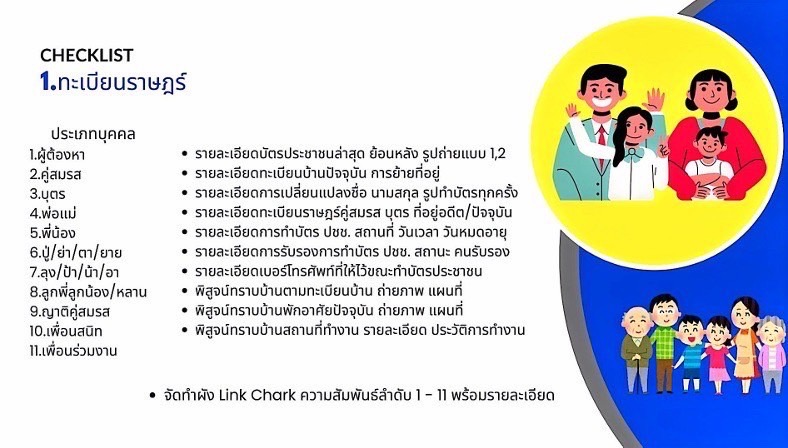 CHECKLIST
1.ทะเบียนราษฎร์
ประเภทบุคคล
1.ผู้ต้องหา
2.คู่สมรส
3.บุตร
4.พ่อแม่
5.พี่น้อง
6.ปู่/ย่า/ตา/ยาย
7.ลุง/ป้า/น้า/อา
8.ลูกพี่ลูกน้อง/หลาน
9.ญาติคู่สมรส
10.เพื่อนสนิท
11.เพื่อนร่วมงาน
• รายละเอียดบัตรประชาชนล่าสุด ย้อนหลัง รูปถ่ายแบบ 1,2
• รายละเอียดทะเบียนบ้านปัจจุบัน การย้ายที่อยู่
• รายละเอียดการเปลี่ยนแปลงชื่อ นามสกุล รูปทำบัตรทุกครั้ง
• รายละเอียดทะเบียนราษฎร์คู่สมรส บุตร ที่อยู่อดีต/ปัจจุบัน
• รายละเอียดการทำบัตร ปชช. สถานที่ วันเวลา วันหมดอายุ
• รายละเอียดการรับรองการทำบัตร ปชช. สถานะ คนรับรอง
• รายละเอียดเบอร์โทรศัพท์ที่ให้ไว้ขณะทำบัตรประชาชน
• พิสูจน์ทราบบ้านตามทะเบียนบ้าน ถ่ายภาพ แผนที่
• พิสูจน์ทราบบ้านพักอาศัยปัจจุบัน ถ่ายภาพ แผนที่
• พิสูจน์ทราบบ้านสถานที่ทำงาน รายละเอียด ประวัติการทำงาน
• จัดทำผัง Link Chark ความสัมพันธ์ลำดับ 1 - 11 พร้อมรายละเอียด